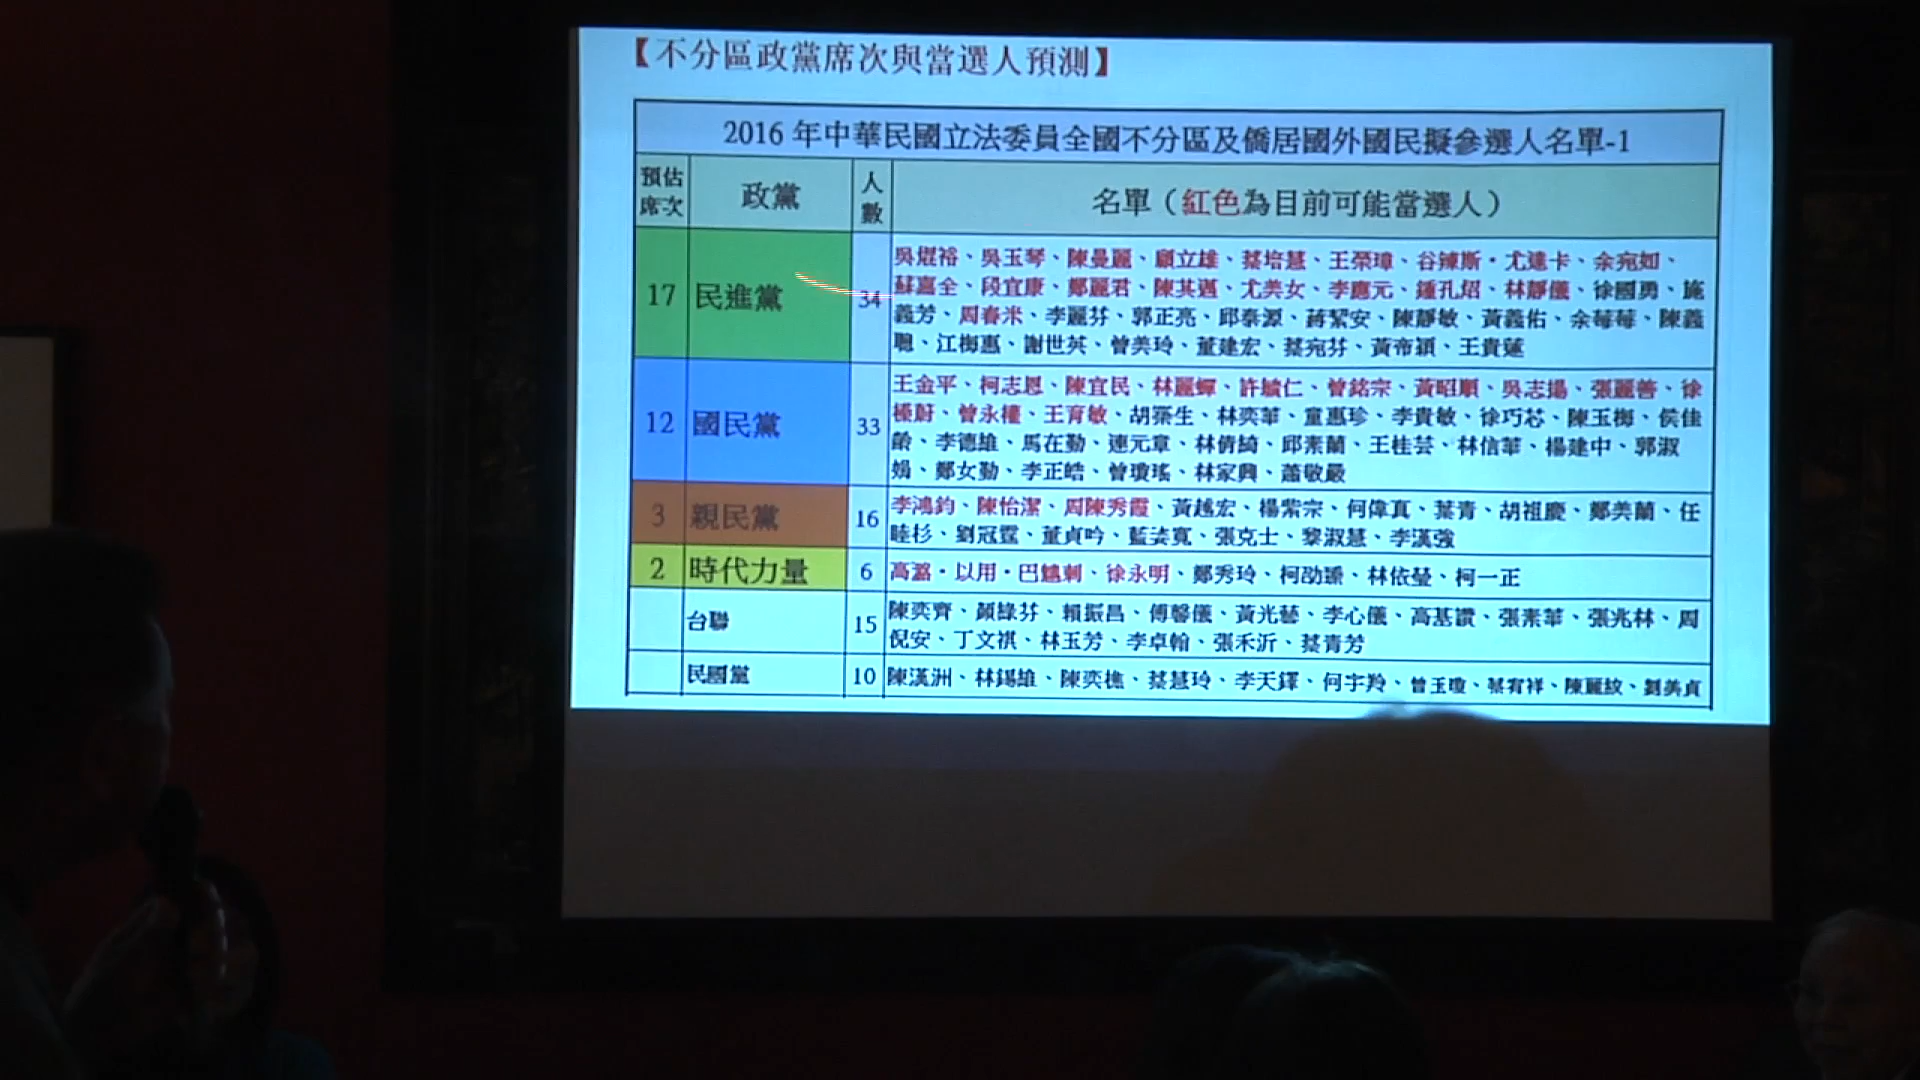 【不分區政黨席次與當選人預測】
2016 年中華民國立法委員全國不分區及僑居國外國民擬參選人名單-1
預估席次 政黨 人數 名單（紅色為目前可能當選人）
17 民進黨 34
吳焜裕、吳玉琴、陳曼麗、顧立雄、蔡培慧、王榮璋、谷辣斯·尤達卡、余宛如、
蘇嘉全、段宜康、鄭麗君、陳其邁、尤美女、李應元、鍾孔炤、林靜儀、徐國勇、施
義芳、周春米、李麗芬、郭正亮、邱泰源、蔣絜安、陳靜敏、黃義佑、余莓莓、陳義
聰、江梅惠、謝世英、曾美玲、董建宏、蔡宛芬、黃帝穎、王貴蓮
12 國民黨 33
王金平、柯志恩、陳宜民、林麗蟬、許毓仁、曾銘宗、黃昭順、吳志揚、張麗善、徐
榛蔚、曾永權、王育敏、胡築生、林奕華、童惠珍、李貴敏、徐巧芯、陳玉梅、侯佳
齡、李德維、馬在勤、連元章、林倩綺、邱素蘭、王桂芸、林信華、楊建中、郭淑
娟、鄭女勤、李正皓、曾瓊瑤、林家興、蕭敬嚴
3 親民黨 16
李鴻鈞、陳怡潔、周陳秀霞、黃越宏、楊紫宗、何偉真、葉青、胡祖慶、鄭美蘭、任
睦杉、劉冠霆、董貞吟、藍姿寬、張克士、黎淑慧、李漢強
2 時代力量 6
高潞·以用·巴魕剌、徐永明、鄭秀玲、柯劭臻、林依瑩、柯一正
台聯 15
陳奕齊、顏綠芬、賴振昌、傅馨儀、黃光藝、李心儀、高基讚、張素華、張兆林、周
倪安、丁文祺、林玉芳、李卓翰、張禾沂、蔡青芳
民國黨 10
陳漢洲、林錫維、陳奕樵、蔡慧玲、李天鐸、何宇羚、曾玉瓊、蔡宥祥、陳麗紋、劉美貞